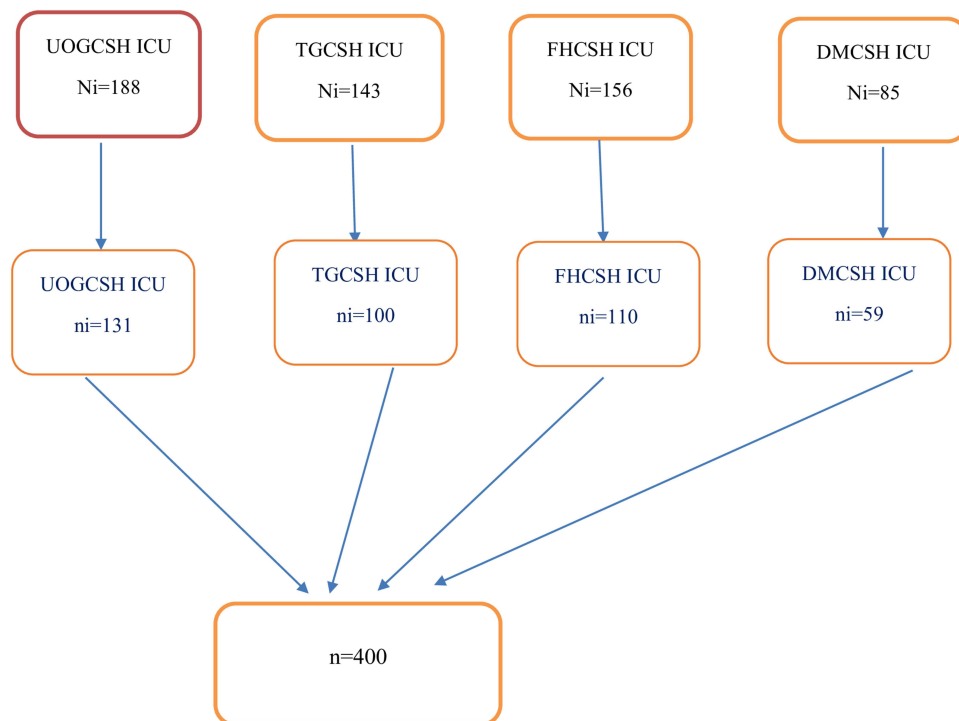 UOGCSH ICU
Ni=188
TGCSH ICU
Ni=143
FHCSH ICU
Ni=156
DMCSH ICU
Ni=85
UOGCSH ICU
ni=131
TGCSH ICU
ni=100
FHCSH ICU
ni=110
DMCSH ICU
ni=59
n=400